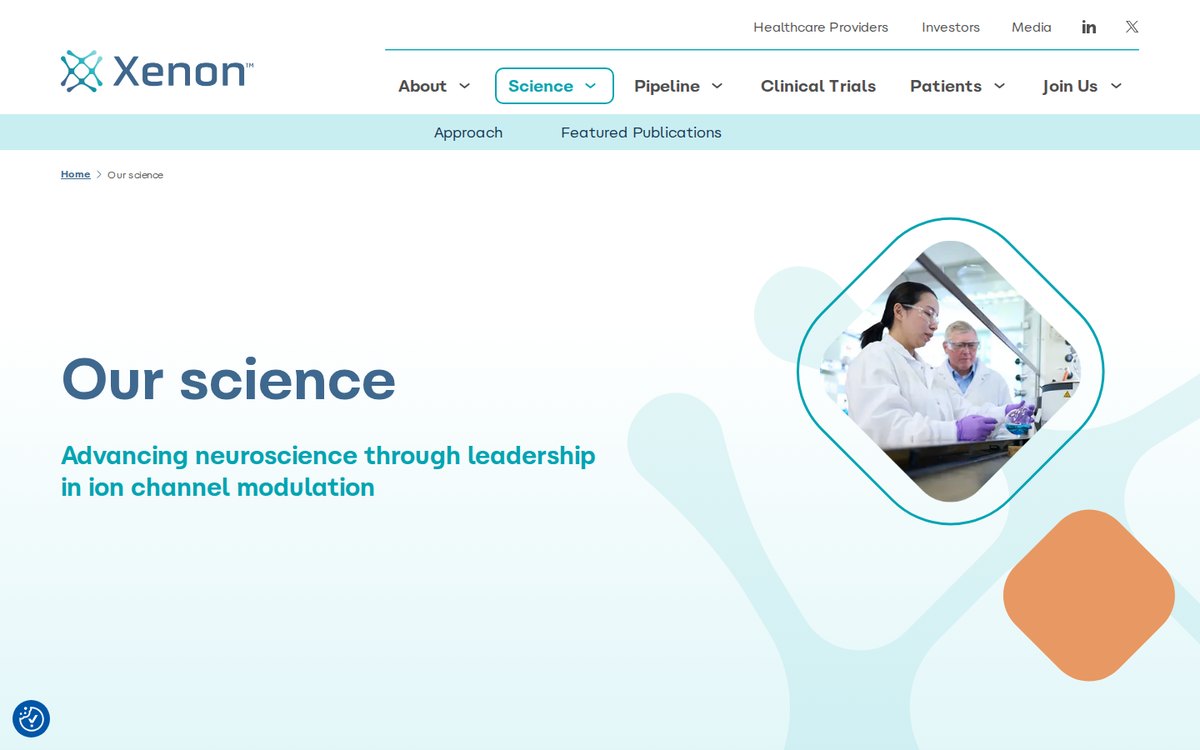 Healthcare Providers Investors Media in X
Xenon™
About Science Pipeline Clinical Trials Patients Join Us
Approach Featured Publications
Home > Our science
Our science
Advancing neuroscience through leadership
in ion channel modulation